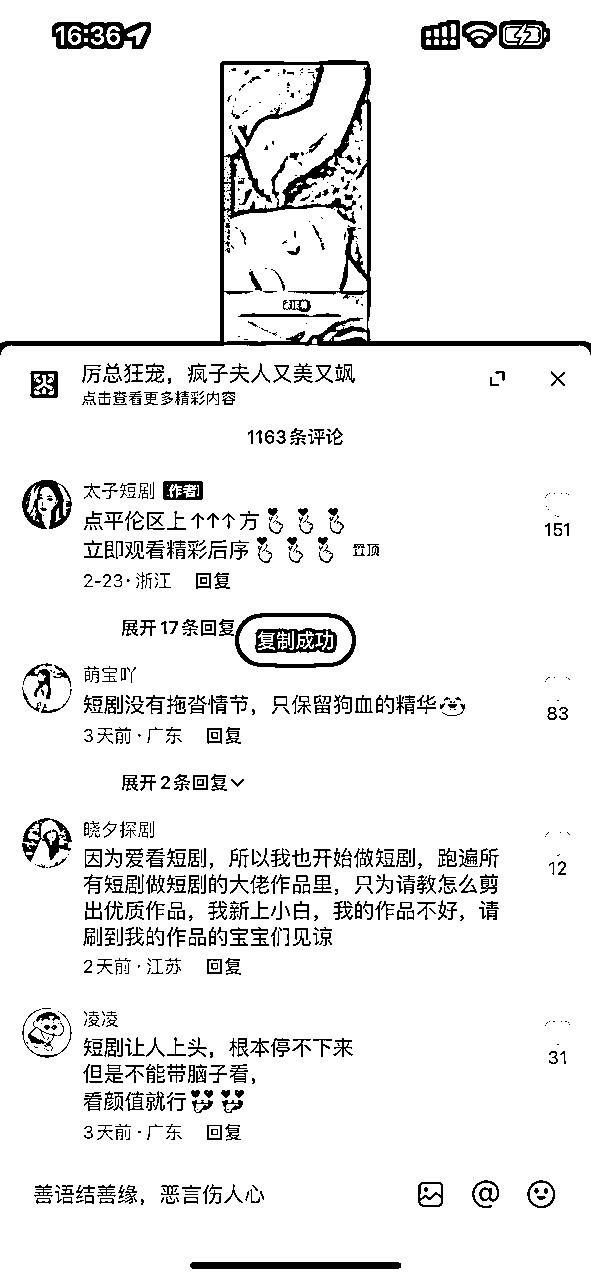 16:36
厉总狂宠，疯子夫人又美又飒
点击查看更多精彩内容
1163条评论
太子短剧 作者
点平伦区上↑↑↑方
151
立即观看精彩后序 置顶
2-23·浙江 回复
展开17条回复
复制成功
萌宝吖
短剧没有拖沓情节，只保留狗血的精华
83
3天前·广东 回复
展开2条回复
晓夕探剧
因为爱看短剧，所以我也开始做短剧，跑遍所
12
有短剧做短剧的大佬作品里，只为请教怎么剪
出优质作品，我新上小白，我的作品不好，请
刷到我的作品的宝宝们见谅
2天前·江苏 回复
凌凌
短剧让人上头，根本停不下来
31
但是不能带脑子看，
看颜值就行
3天前·广东 回复
善语结善缘，恶言伤人心